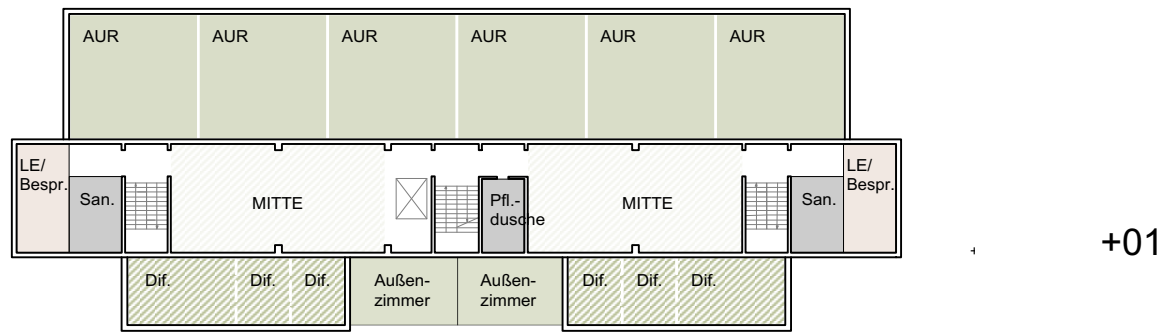 AUR AUR AUR AUR AUR AUR
LE/
Bespr.
San.
MITTE
Pfl.-
dusche
MITTE
San.
LE/
Bespr.
+01
Dif. Dif. Dif.
Außen-
zimmer
Außen-
zimmer
Dif. Dif. Dif.